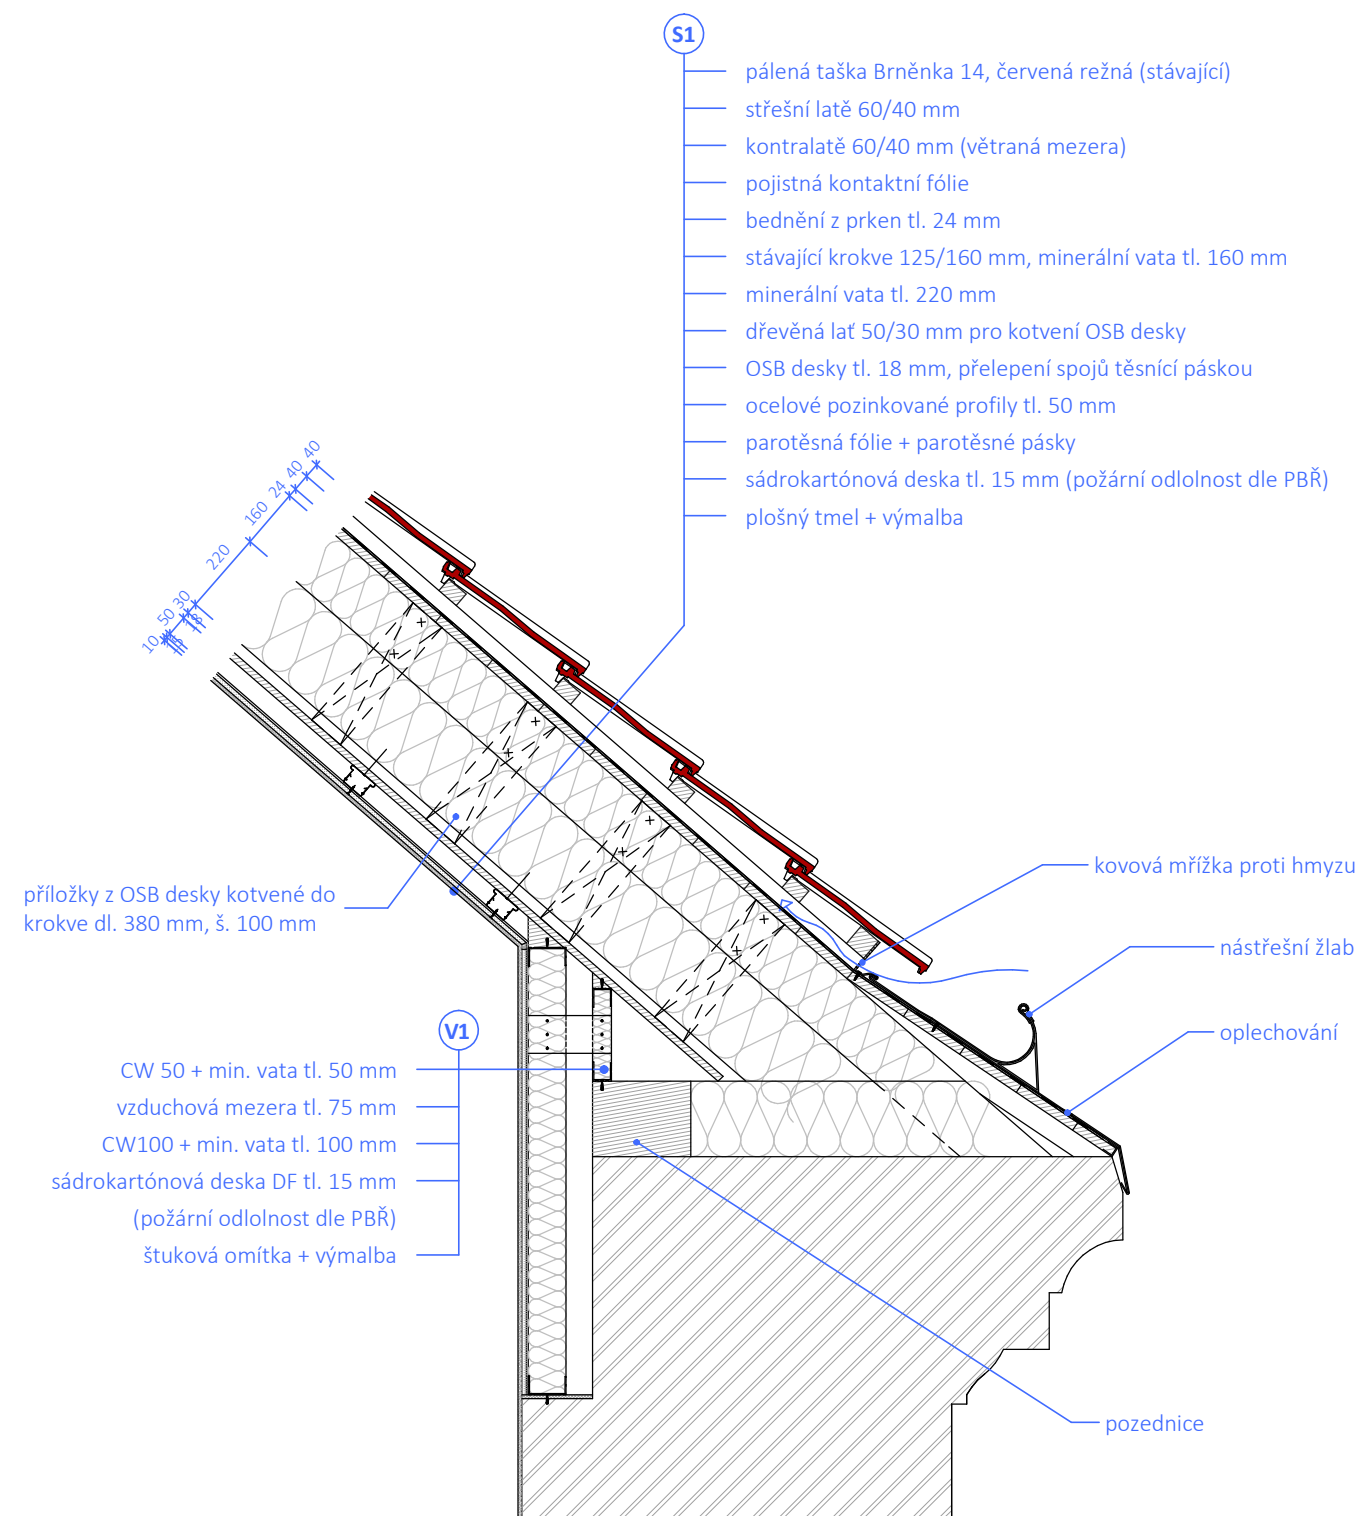 S1
pálená taška Brněnka 14, červená režná (stávající)
střešní latě 60/40 mm
kontralatě 60/40 mm (větraná mezera)
pojistná kontaktní fólie
bednění z prken tl. 24 mm
stávající krokve 125/160 mm, minerální vata tl. 160 mm
minerální vata tl. 220 mm
dřevěná lať 50/30 mm pro kotvení OSB desky
OSB desky tl. 18 mm, přelepení spojů těsnící páskou
ocelové pozinkované profily tl. 50 mm
parotěsná fólie + parotěsné pásky
sádrokartónová deska tl. 15 mm (požární odlolnost dle PBŘ)
plošný tmel + výmalba
40
40
24
160
220
30
18
50
10
příložky z OSB desky kotvené do
krokve dl. 380 mm, š. 100 mm
kovová mřížka proti hmyzu
nástřešní žlab
oplechování
V1
CW 50 + min. vata tl. 50 mm
vzduchová mezera tl. 75 mm
CW100 + min. vata tl. 100 mm
sádrokartónová deska DF tl. 15 mm
(požární odlolnost dle PBŘ)
štuková omítka + výmalba
pozednice